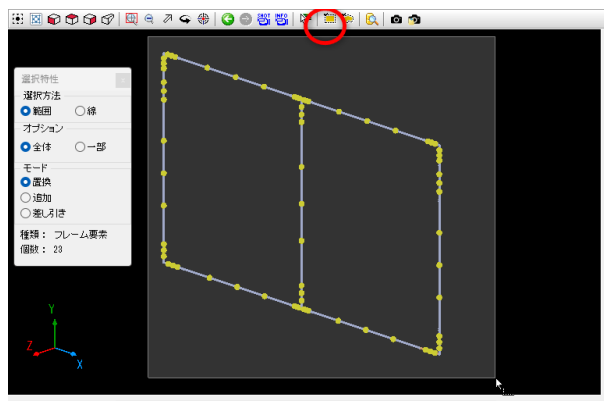 SHOT INFO
選択特性
選択方法
範囲 線
オプション
全体 一部
モード
置換
追加
差し引き
種類： フレーム要素
個数： 23
Y
Z
X